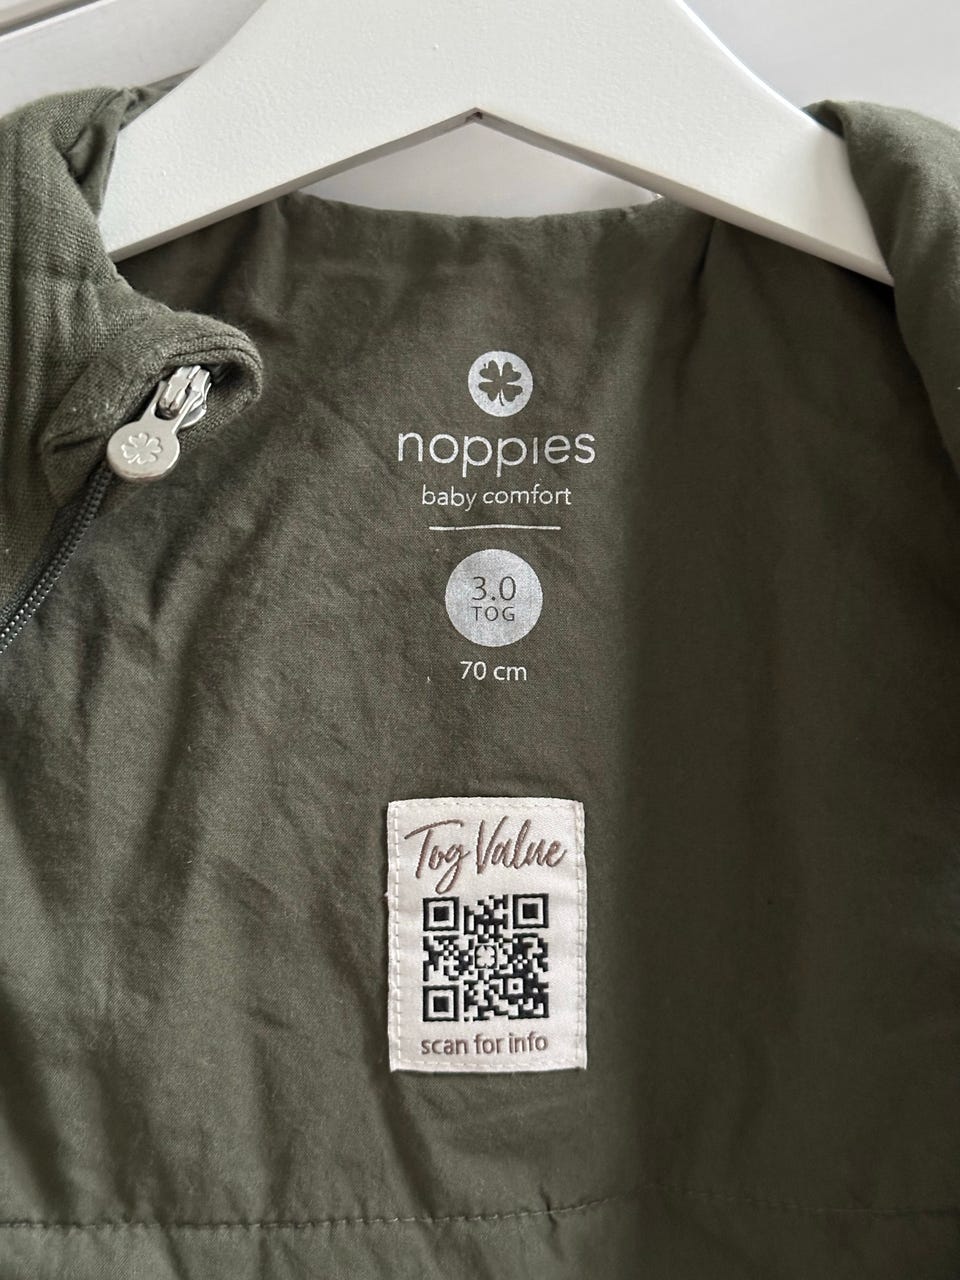 noppies
baby comfort
3.0
TOG
70 cm
Tog Value
scan for info